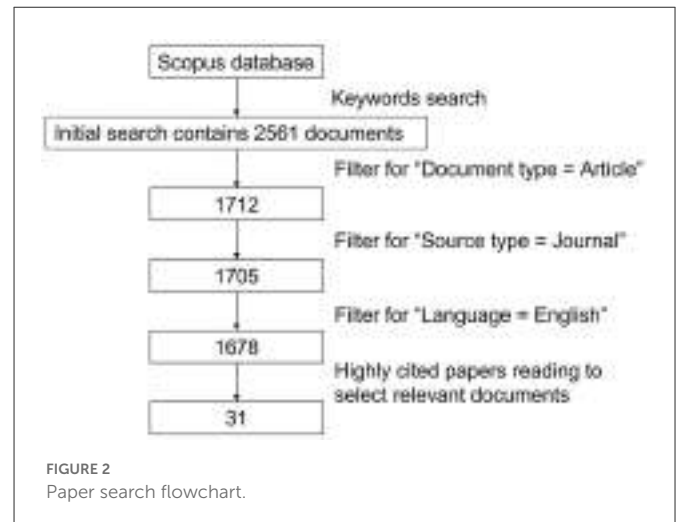 Scopus database
Keywords search
Initial search contains 2561 documents
Filter for "Document type = Article"
1712
Filter for "Source type = Journal"
1705
Filter for "Language = English"
1678
Highly cited papers reading to
select relevant documents
31
FIGURE 2
Paper search flowchart.